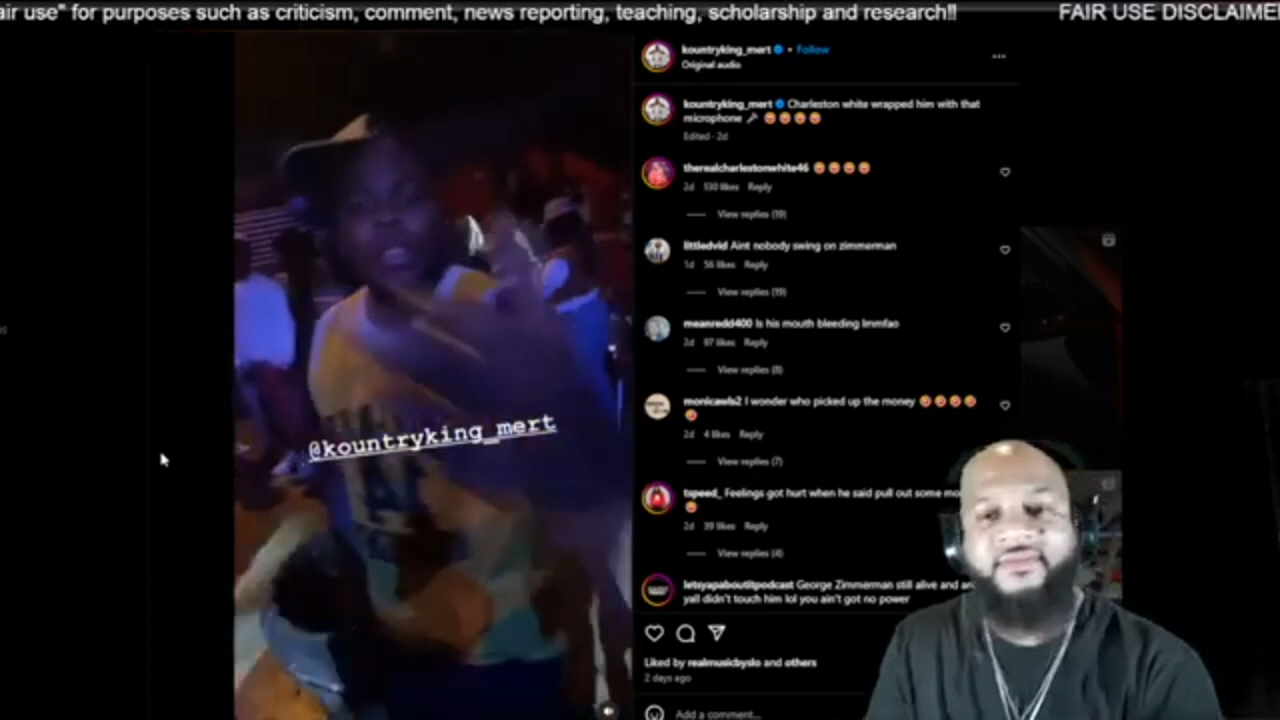 air use" for purposes such as criticism, comment, news reporting, teaching, scholarship and research!! FAIR USE DISCLAIMER
kountryking_mert • Follow
Original audio
kountryking_mert Charleston white wrapped him with that
microphone 🎤 🤣🤣🤣🤣
Edited · 2d
therealcharlestonwhite46 🤣🤣🤣🤣
2d 130 likes Reply
View replies (19)
littledvid Aint nobody swing on zimmerman
1d 56 likes Reply
View replies (19)
meanredd400 Is his mouth bleeding lmmfao
2d 97 likes Reply
View replies (8)
monicawls2 I wonder who picked up the money 🤣🤣🤣🤣
🤣
2d 4 likes Reply
View replies (7)
tspeed_ Feelings got hurt when he said pull out some mo
🤣
2d 39 likes Reply
View replies (4)
letsyapaboutitpodcast George Zimmerman still alive and an
yall didn't touch him lol you ain't got no power
Liked by realmusicbyslo and others
2 days ago
Add a comment...
@kountryking_mert